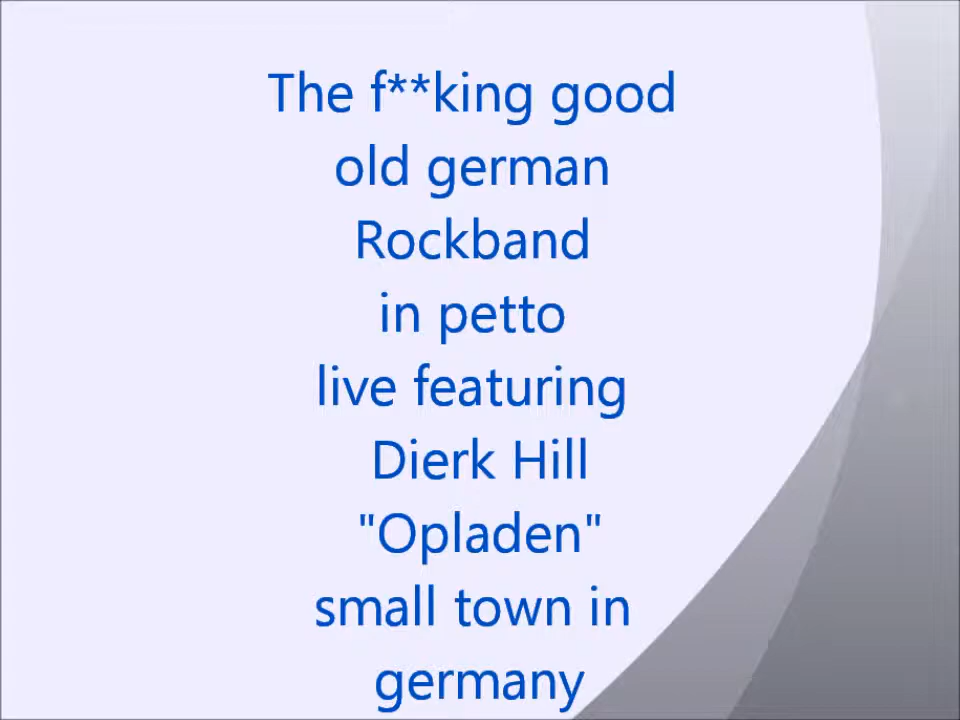 The f**king good
old german
Rockband
in petto
live featuring
Dierk Hill
"Opladen"
small town in
germany